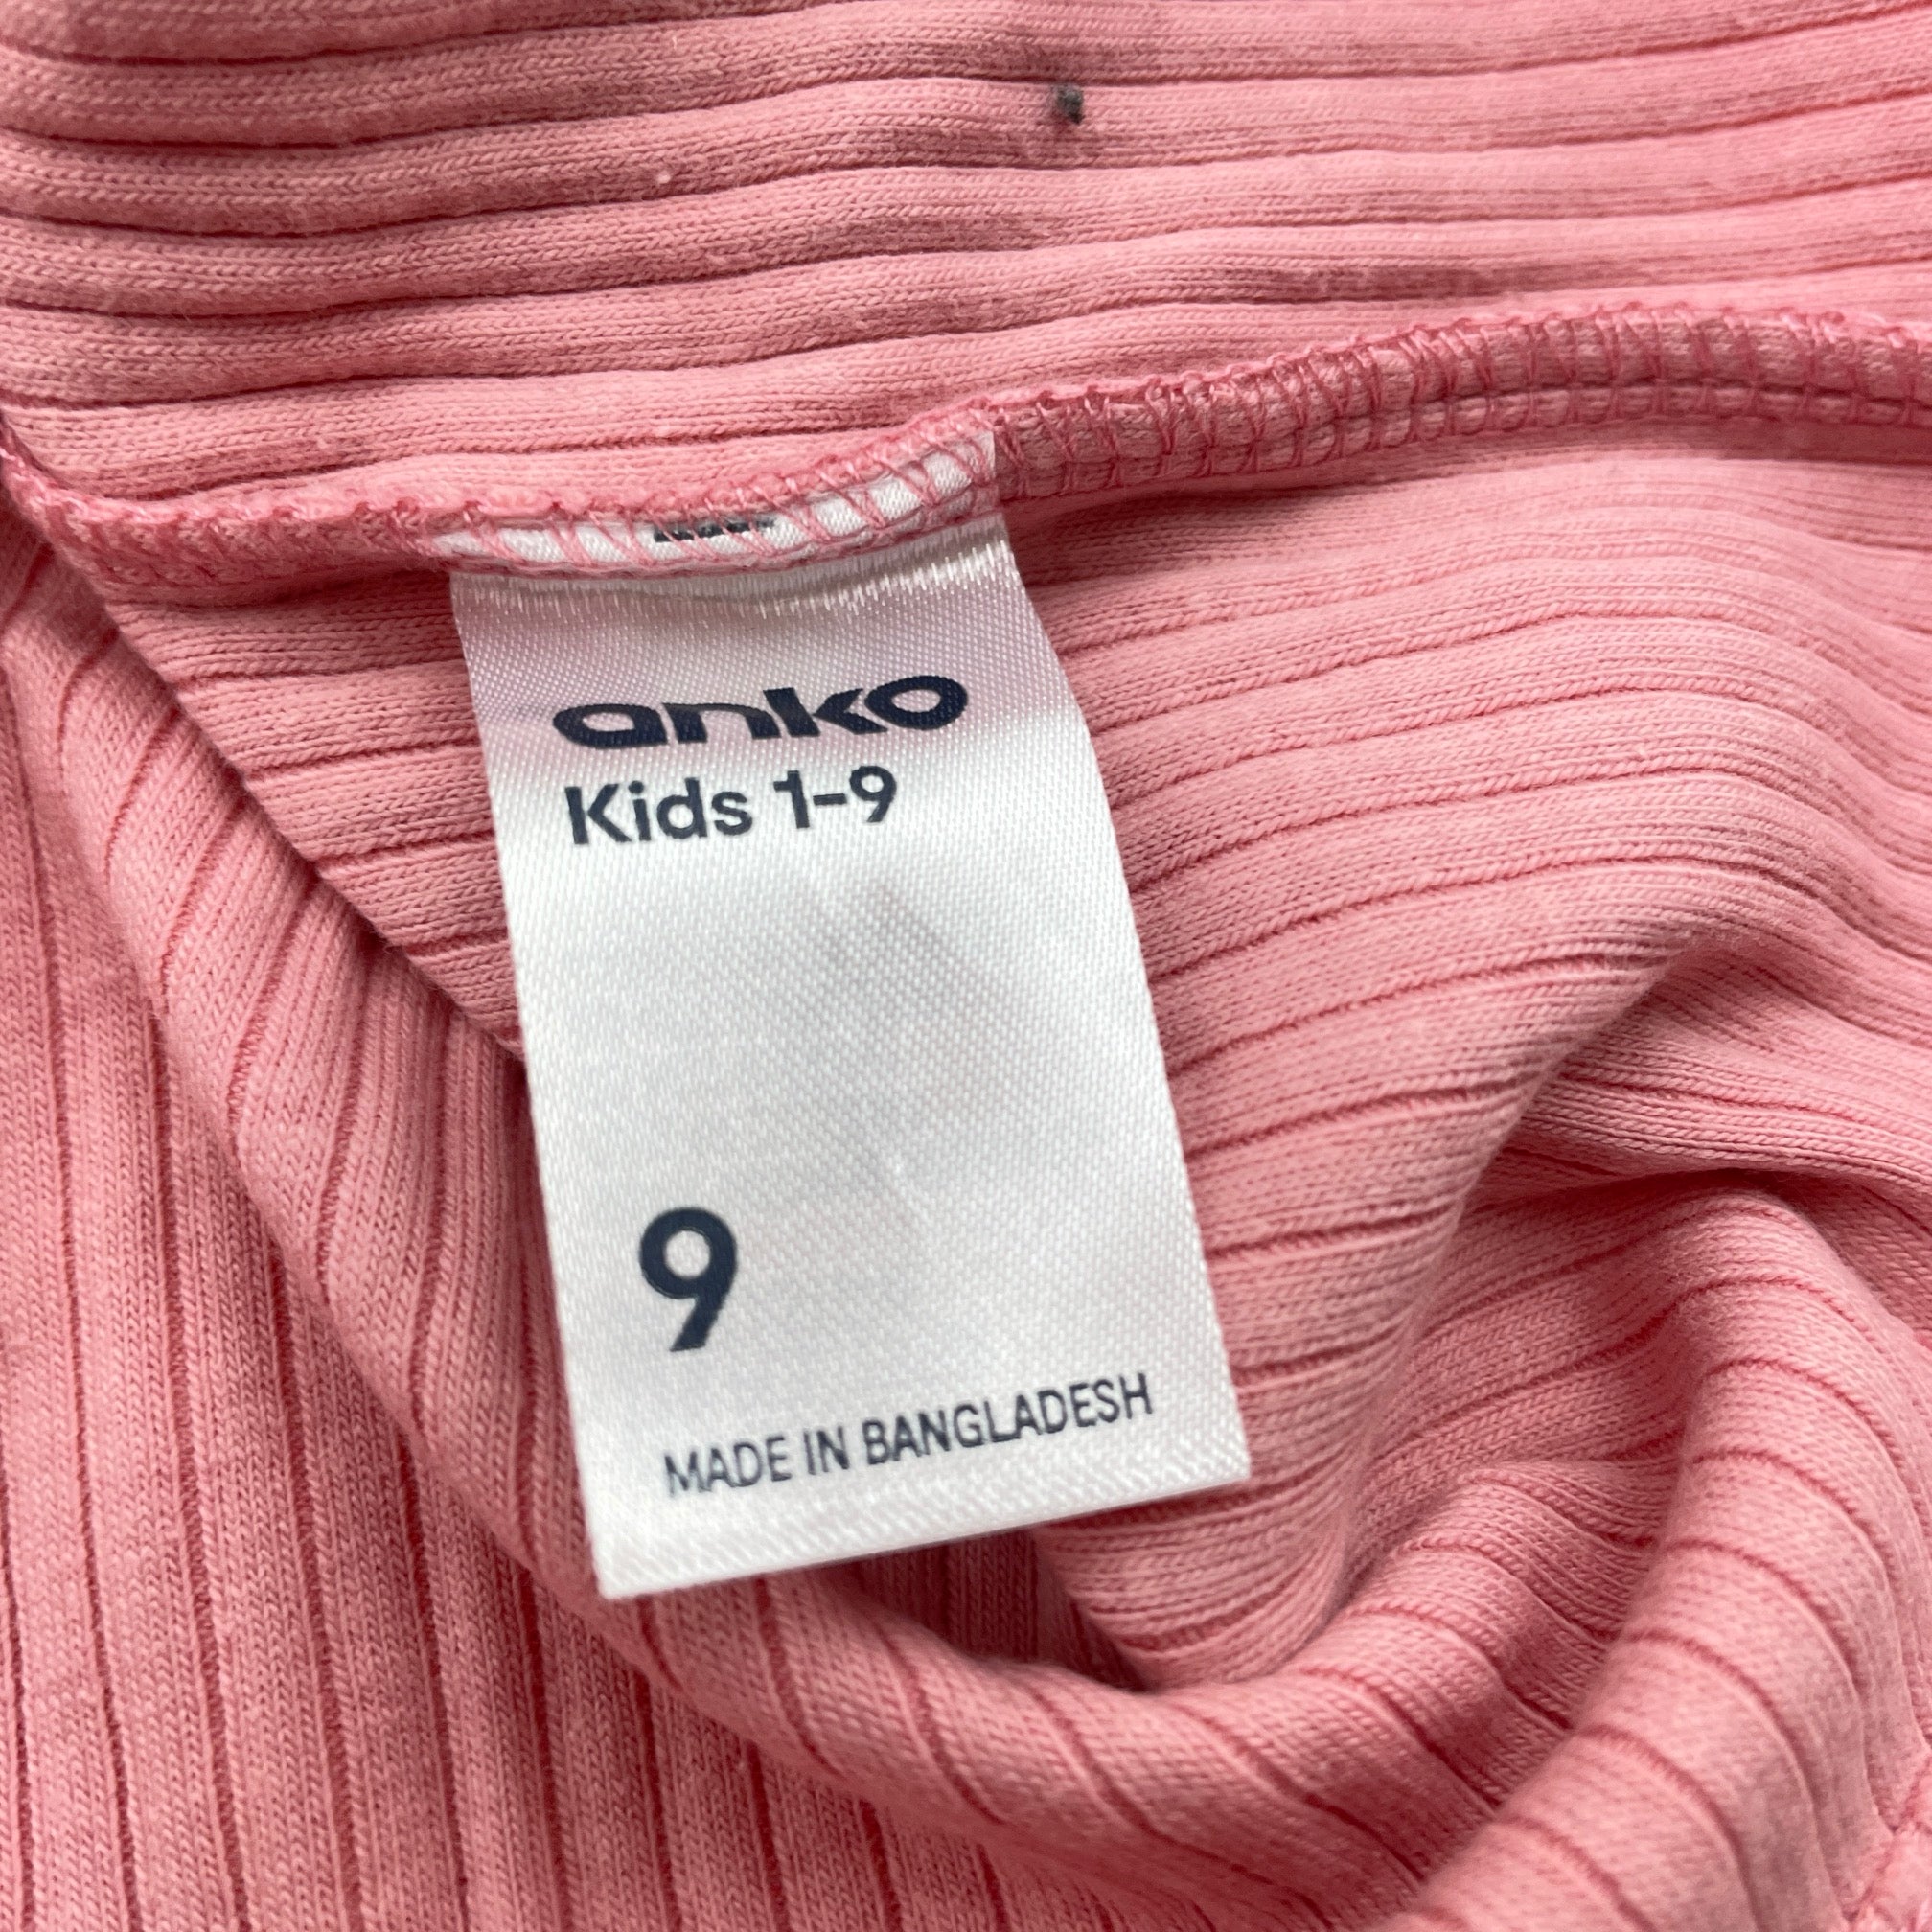 anko
Kids 1-9
9
MADE IN BANGLADESH